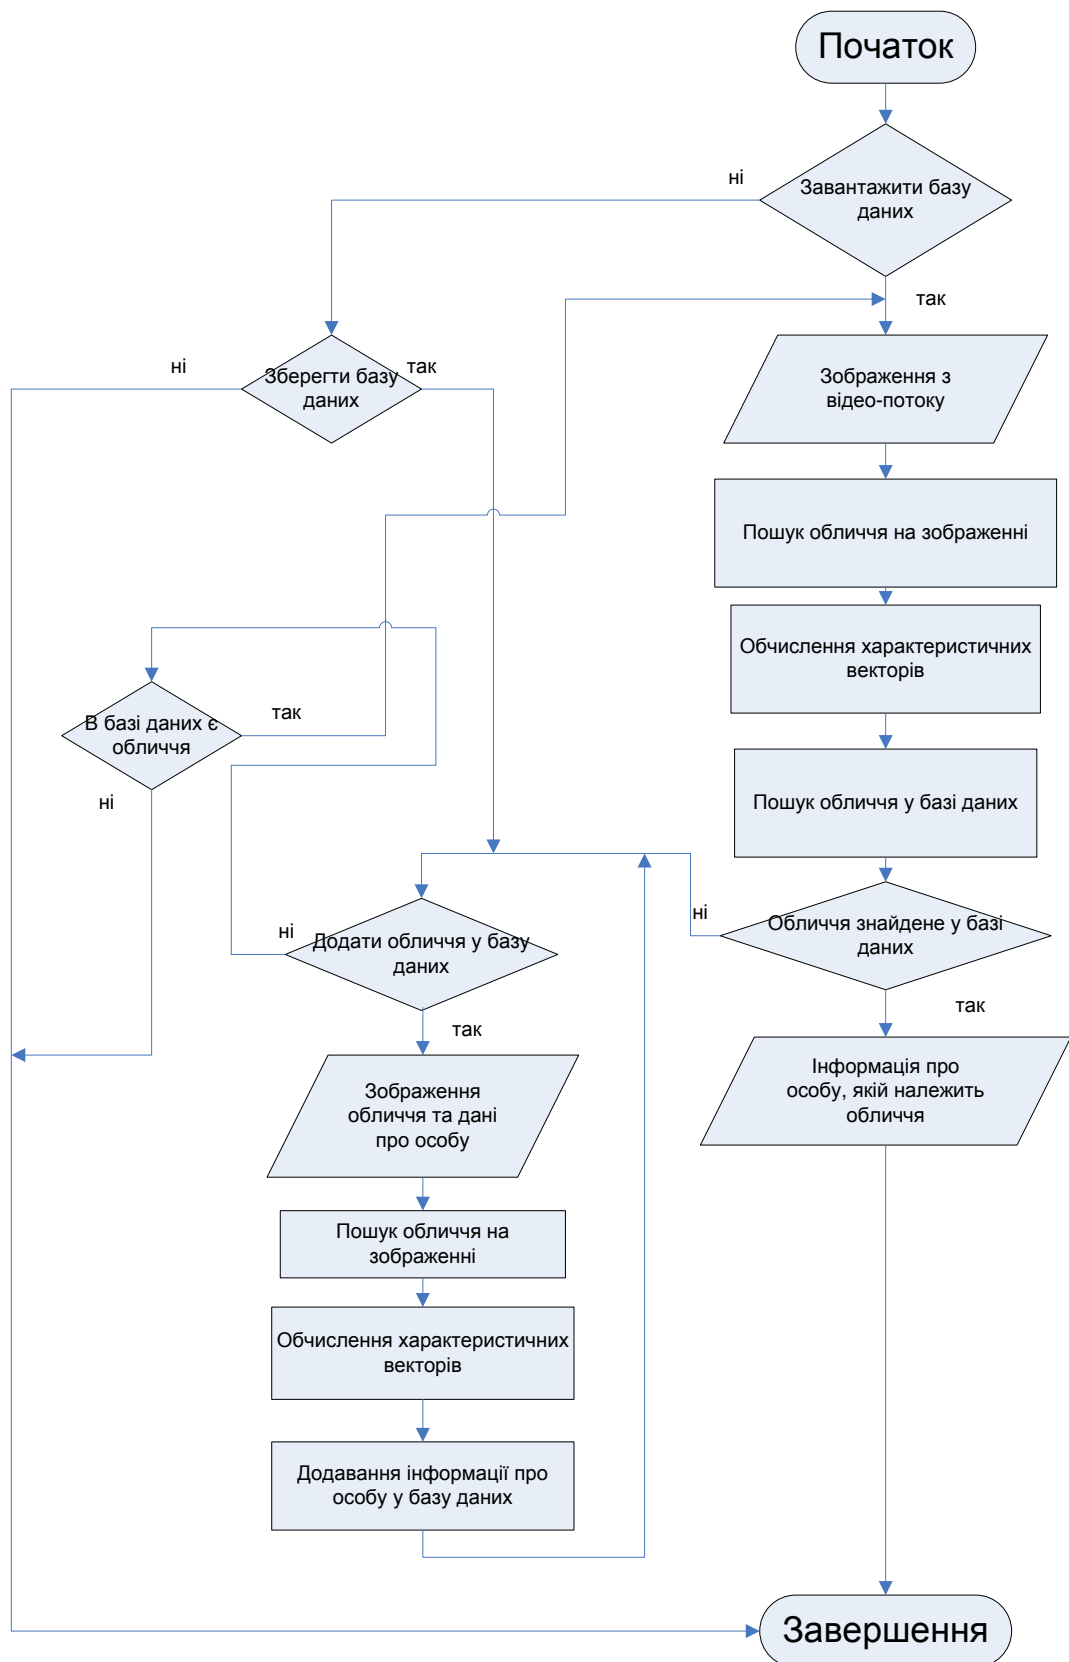 Початок
ні
Завантажити базу
даних
так
ні
Зберегти базу
даних
так
Зображення з
відео-потоку
Пошук обличчя на зображенні
Обчислення характеристичних
векторів
В базі даних є
обличчя
так
ні
Пошук обличчя у базі даних
ні
Обличчя знайдене у базі
даних
ні
Додати обличчя у базу
даних
так
так
Зображення
обличчя та дані
про особу
Інформація про
особу, якій належить
обличчя
Пошук обличчя на
зображенні
Обчислення характеристичних
векторів
Додавання інформації про
особу у базу даних
Завершення